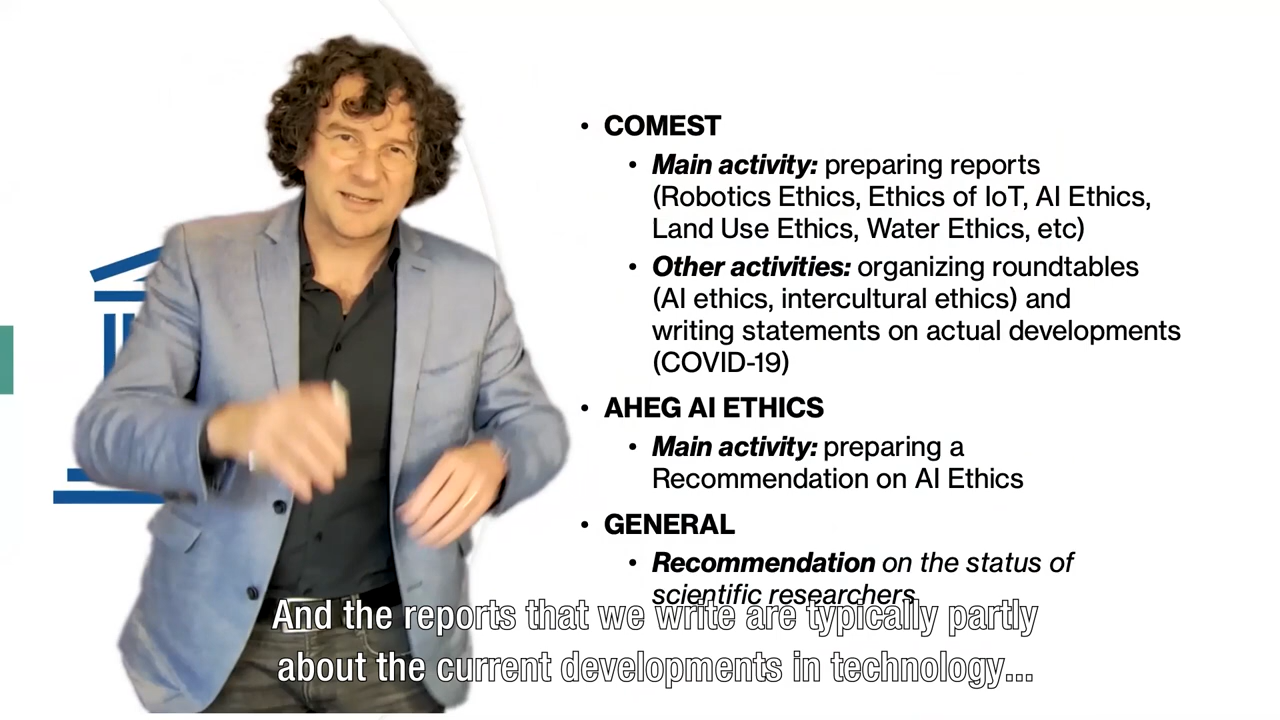 • COMEST
• Main activity: preparing reports
(Robotics Ethics, Ethics of IoT, AI Ethics,
Land Use Ethics, Water Ethics, etc)
• Other activities: organizing roundtables
(AI ethics, intercultural ethics) and
writing statements on actual developments
(COVID-19)
• AHEG AI ETHICS
• Main activity: preparing a
Recommendation on AI Ethics
• GENERAL
• Recommendation on the status of
scientific researchers
And the reports that we write are typically partly
about the current developments in technology...